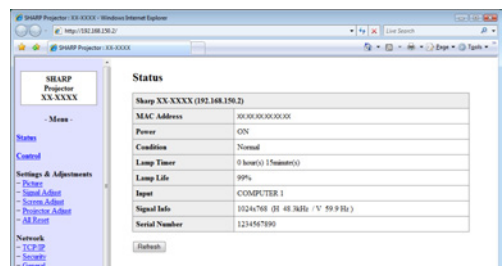 SHARP Projector : XX-XXXX - Windows Internet Explorer
http://192.168.150.2/
Live Search
SHARP Projector : XX-XXXX
Page
Tools
SHARP
Projector
XX-XXXX
- Menu -
Status
Control
Settings & Adjustments
- Picture
- Signal Adjust
- Screen Adjust
- Projector Adjust
- All Reset
Network
- TCP/IP
- Security
- General
Status
Sharp XX-XXXX (192.168.150.2)
MAC Address XX:XX:XX:XX:XX:XX
Power ON
Condition Normal
Lamp Timer 0 hour(s) 15minute(s)
Lamp Life 99%
Input COMPUTER 1
Signal Info 1024x768 (H 48.3kHz / V 59.9 Hz )
Serial Number 1234567890
Refresh